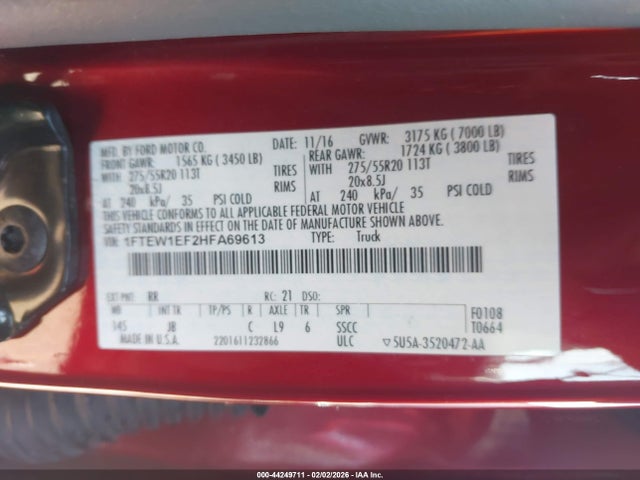 MFD. BY FORD MOTOR CO. DATE: 11/16 GVWR: 3175 KG ( 7000 LB)
FRONT GAWR: 1565 KG ( 3450 LB) REAR GAWR: 1724 KG ( 3800 LB)
WITH 275/55R20 113T TIRES WITH 275/55R20 113T TIRES
20x8.5J RIMS 20x8.5J RIMS
AT 240 kPa/ 35 PSI COLD AT 240 kPa/ 35 PSI COLD
THIS VEHICLE CONFORMS TO ALL APPLICABLE FEDERAL MOTOR VEHICLE
SAFETY STANDARDS IN EFFECT ON THE DATE OF MANUFACTURE SHOWN ABOVE.
VIN: 1FTEW1EF2HFA69613 TYPE: Truck
EXT PNT: RR RC: 21 DSO:
WB INT TR TP/PS R AXLE TR SPR F0108
145 JB C L9 6 SSCC T0664
MADE IN U.S.A. 2201611232866 ULC ▽5U5A-3520472-AA
000-44249711 - 02/02/2026 - IAA Inc.